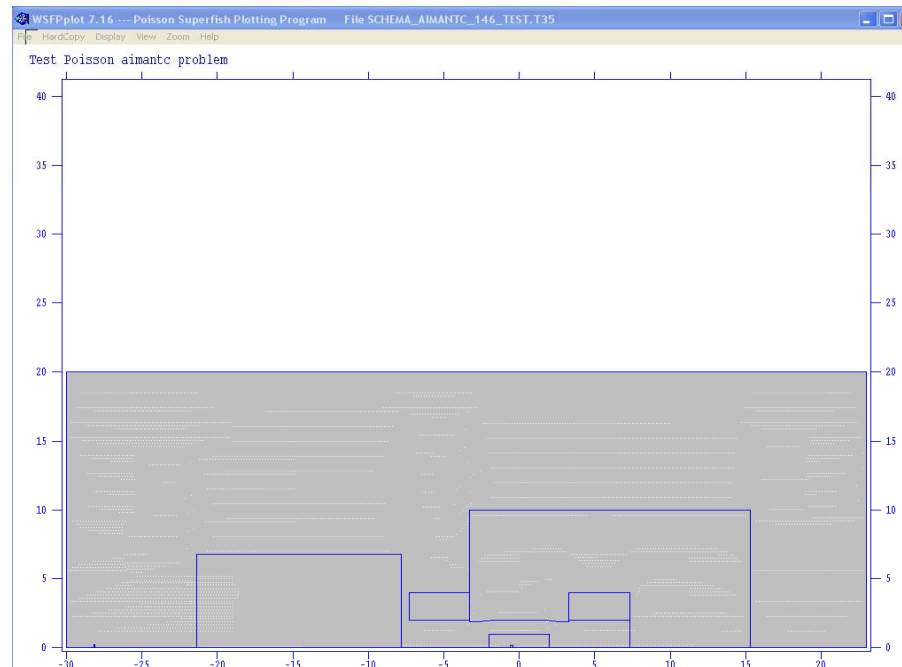 WSFPplot 7.16 --- Poisson Superfish Plotting Program File SCHEMA_AIMANTC_146_TEST.T35
File HardCopy Display View Zoom Help
Test Poisson aimantc problem
40 40
35 35
30 30
25 25
20 20
15 15
10 10
5 5
0 0
-30 -25 -20 -15 -10 -5 0 5 10 15 20